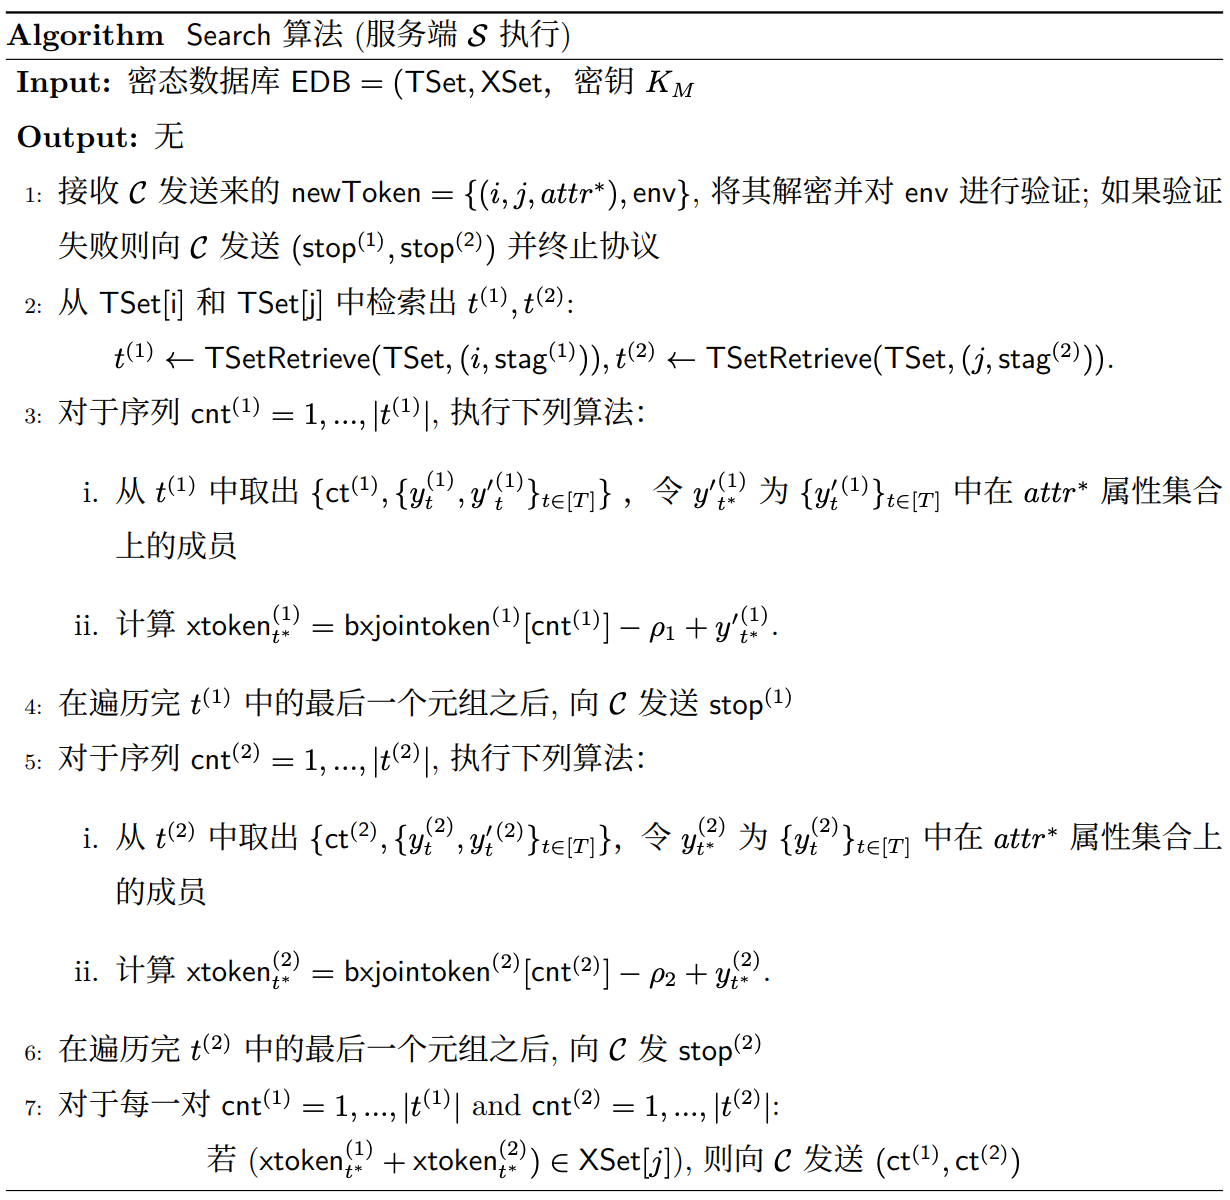 Algorithm Search 算法 (服务端 𝒮 执行)
Input: 密态数据库 EDB = (TSet, XSet, 密钥 K_M
Output: 无
1: 接收 𝒞 发送来的 newToken = {(i, j, attr*), env}, 将其解密并对 env 进行验证; 如果验证
失败则向 𝒞 发送 (stop^(1), stop^(2)) 并终止协议
2: 从 TSet[i] 和 TSet[j] 中检索出 t^(1), t^(2):
t^(1) ← TSetRetrieve(TSet, (i, stag^(1))), t^(2) ← TSetRetrieve(TSet, (j, stag^(2))).
3: 对于序列 cnt^(1) = 1, ..., |t^(1)|, 执行下列算法:
i. 从 t^(1) 中取出 {ct^(1), {y_t^(1), y'_t^(1)}_{t∈[T]}} , 令 y'_{t*}^(1) 为 {y'_t^(1)}_{t∈[T]} 中在 attr* 属性集合
上的成员
ii. 计算 xtoken_{t*}^(1) = bxjointoken^(1)[cnt^(1)] − ρ_1 + y'_{t*}^(1).
4: 在遍历完 t^(1) 中的最后一个元组之后, 向 𝒞 发送 stop^(1)
5: 对于序列 cnt^(2) = 1, ..., |t^(2)|, 执行下列算法:
i. 从 t^(2) 中取出 {ct^(2), {y_t^(2), y'_t^(2)}_{t∈[T]}}, 令 y_{t*}^(2) 为 {y_t^(2)}_{t∈[T]} 中在 attr* 属性集合上
的成员
ii. 计算 xtoken_{t*}^(2) = bxjointoken^(2)[cnt^(2)] − ρ_2 + y_{t*}^(2).
6: 在遍历完 t^(2) 中的最后一个元组之后, 向 𝒞 发 stop^(2)
7: 对于每一对 cnt^(1) = 1, ..., |t^(1)| and cnt^(2) = 1, ..., |t^(2)|:
若 (xtoken_{t*}^(1) + xtoken_{t*}^(2)) ∈ XSet[j]), 则向 𝒞 发送 (ct^(1), ct^(2))